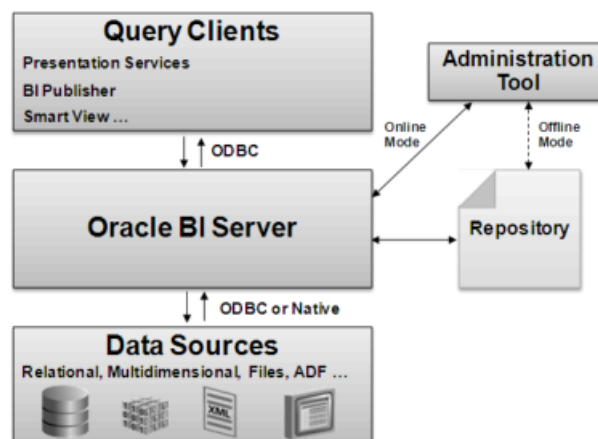 Query Clients
Presentation Services
BI Publisher
Smart View ...
Administration
Tool
Online
Mode
Offline
Mode
ODBC
Oracle BI Server
Repository
ODBC or Native
Data Sources
Relational, Multidimensional, Files, ADF ...
XML